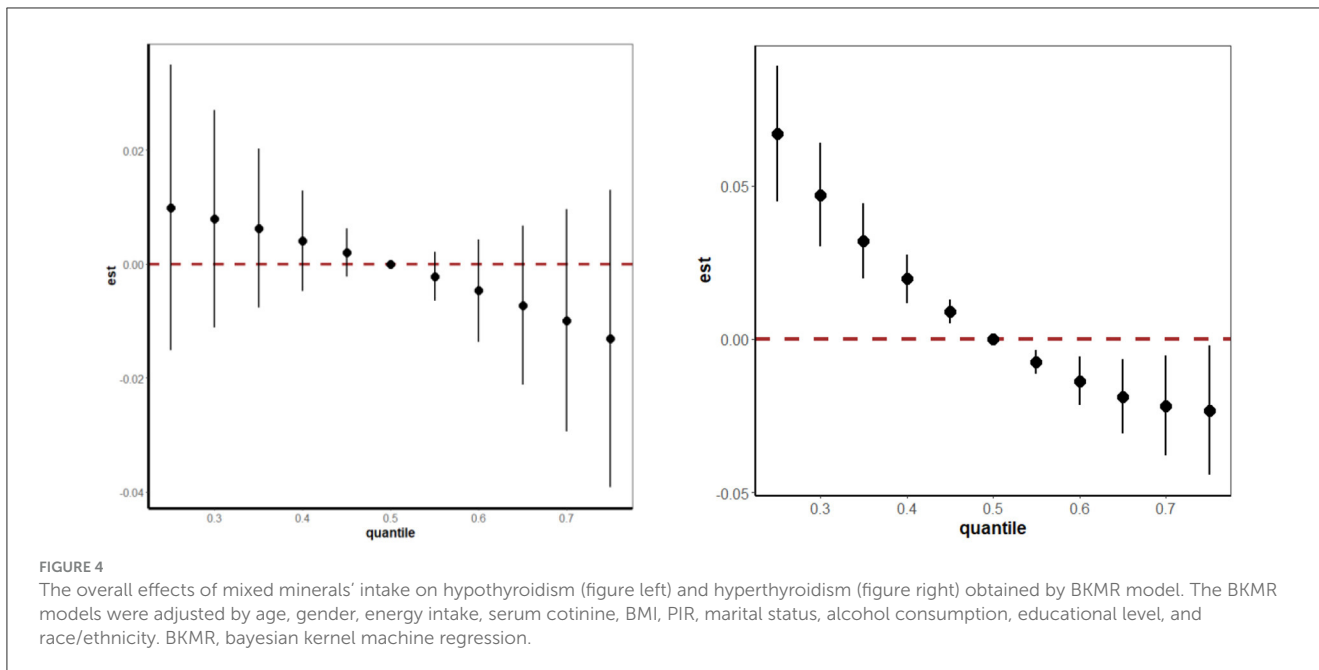 0.02
0.00
-0.02
-0.04
est
0.3 0.4 0.5 0.6 0.7
quantile
0.05
0.00
-0.05
est
0.3 0.4 0.5 0.6 0.7
quantile
FIGURE 4
The overall effects of mixed minerals' intake on hypothyroidism (figure left) and hyperthyroidism (figure right) obtained by BKMR model. The BKMR
models were adjusted by age, gender, energy intake, serum cotinine, BMI, PIR, marital status, alcohol consumption, educational level, and
race/ethnicity. BKMR, bayesian kernel machine regression.